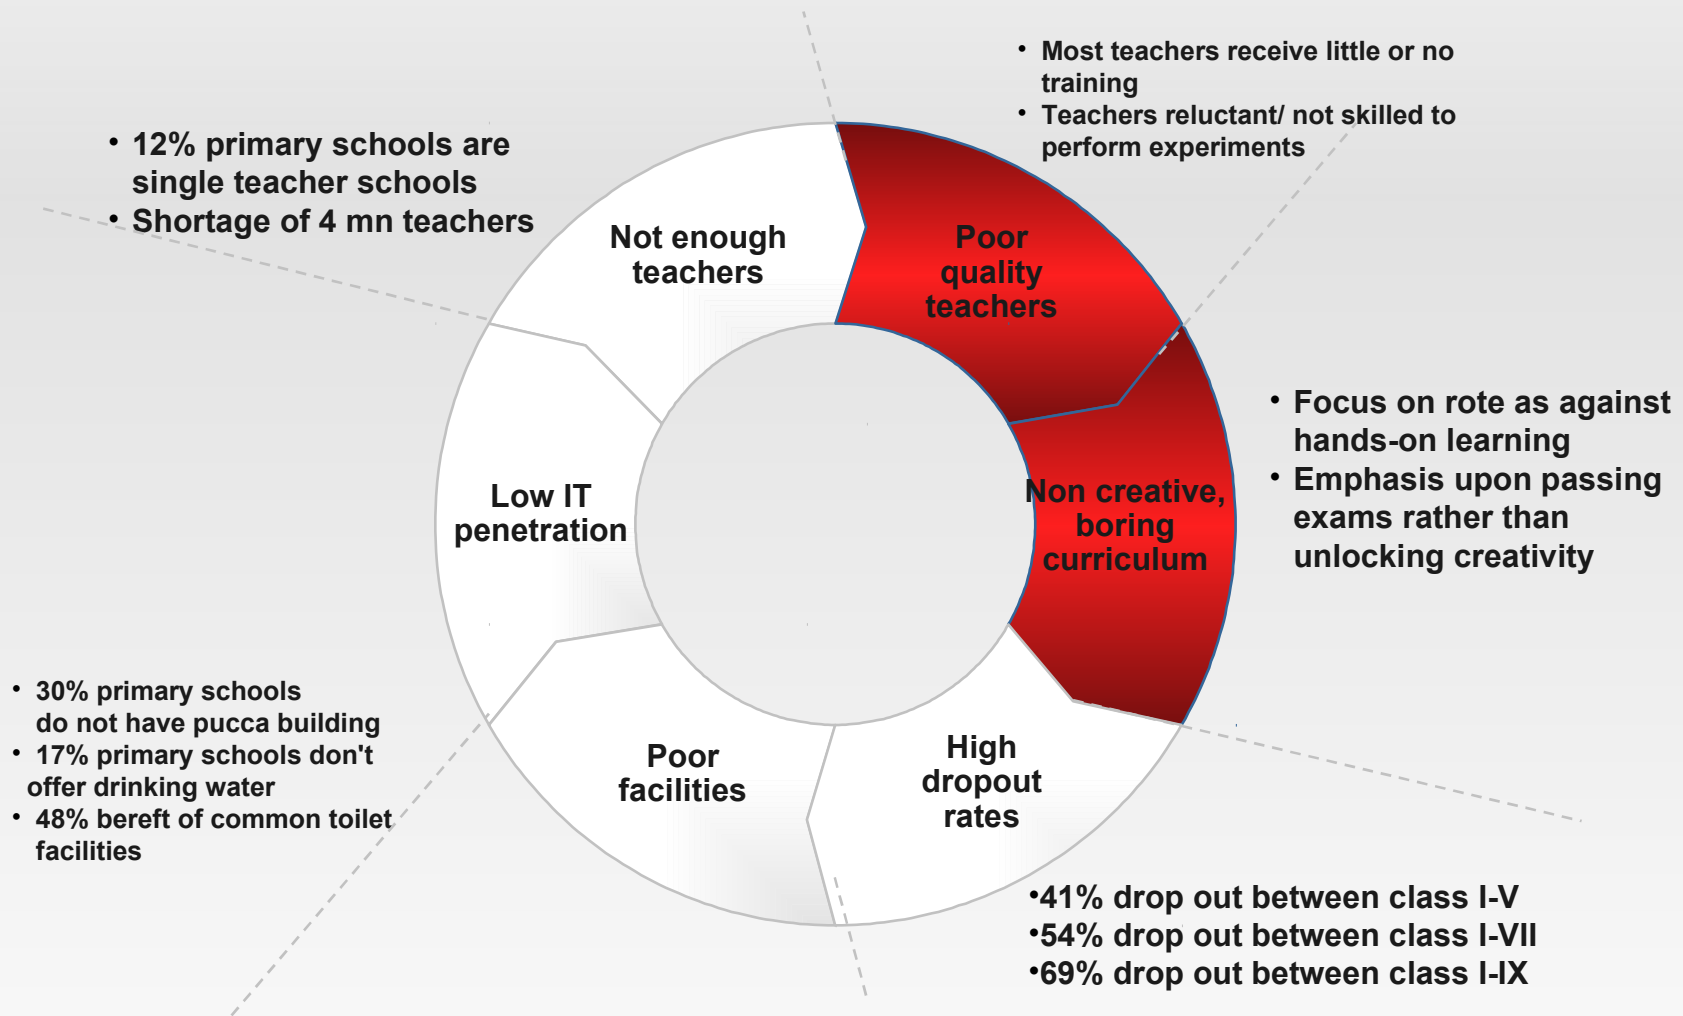 • Most teachers receive little or no
training
• Teachers reluctant/ not skilled to
perform experiments
• 12% primary schools are
single teacher schools
• Shortage of 4 mn teachers
Not enough
teachers
Poor
quality
teachers
• Focus on rote as against
hands-on learning
• Emphasis upon passing
exams rather than
unlocking creativity
Low IT
penetration
Non creative,
boring
curriculum
• 30% primary schools
do not have pucca building
• 17% primary schools don't
offer drinking water
• 48% bereft of common toilet
facilities
Poor
facilities
High
dropout
rates
•41% drop out between class I-V
•54% drop out between class I-VII
•69% drop out between class I-IX